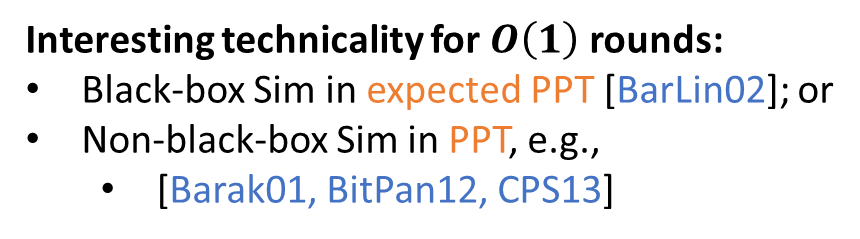 Interesting technicality for O(1) rounds:
• Black-box Sim in expected PPT [BarLin02]; or
• Non-black-box Sim in PPT, e.g.,
• [Barak01, BitPan12, CPS13]